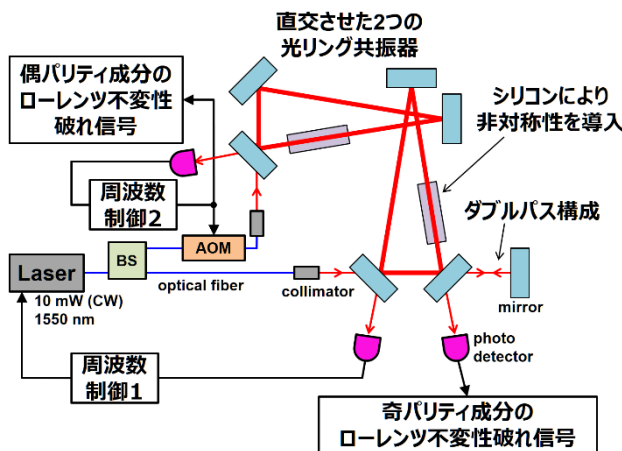 直交させた2つの
光リング共振器
偶パリティ成分の
ローレンツ不変性
破れ信号
シリコンにより
非対称性を導入
周波数
制御2
ダブルパス構成
BS
AOM
Laser
optical fiber
collimator
mirror
10 mW (CW)
1550 nm
photo
detector
周波数
制御1
奇パリティ成分の
ローレンツ不変性破れ信号